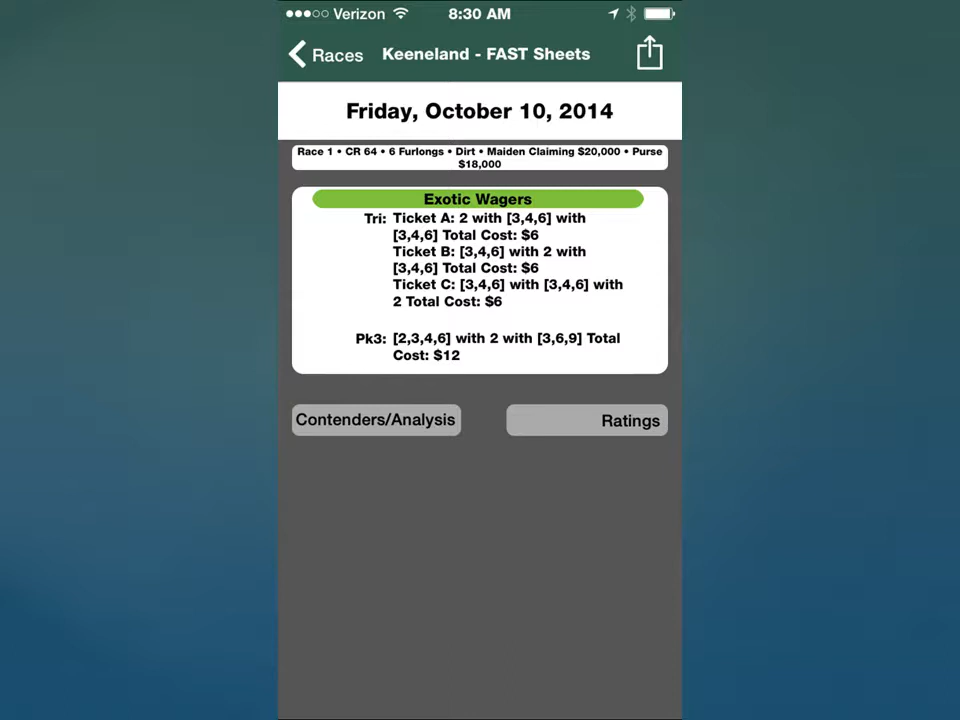 Verizon 8:30 AM
Races Keeneland - FAST Sheets
Friday, October 10, 2014
Race 1 • CR 64 • 6 Furlongs • Dirt • Maiden Claiming $20,000 • Purse
$18,000
Exotic Wagers
Tri: Ticket A: 2 with [3,4,6] with
[3,4,6] Total Cost: $6
Ticket B: [3,4,6] with 2 with
[3,4,6] Total Cost: $6
Ticket C: [3,4,6] with [3,4,6] with
2 Total Cost: $6
Pk3: [2,3,4,6] with 2 with [3,6,9] Total
Cost: $12
Contenders/Analysis Ratings